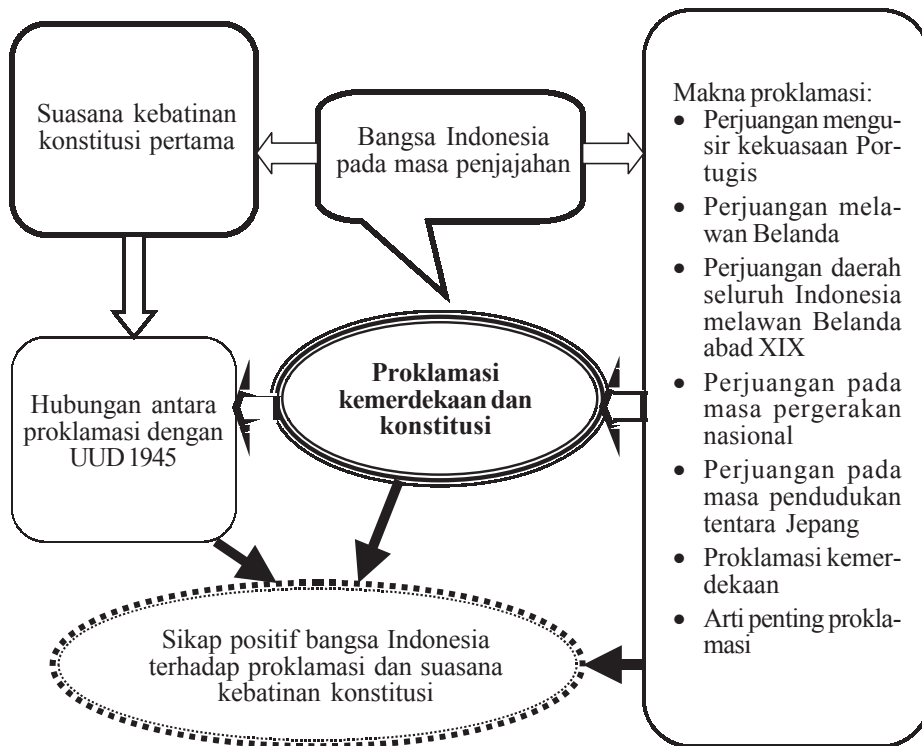 Suasana kebatinan
konstitusi pertama
Bangsa Indonesia
pada masa penjajahan
Makna proklamasi:
• Perjuangan mengu-
sir kekuasaan Por-
tugis
• Perjuangan mela-
wan Belanda
• Perjuangan daerah
seluruh Indonesia
melawan Belanda
abad XIX
• Perjuangan pada
masa pergerakan
nasional
• Perjuangan pada
masa pendudukan
tentara Jepang
• Proklamasi kemer-
dekaan
• Arti penting prokla-
masi
Hubungan antara
proklamasi dengan
UUD 1945
Proklamasi
kemerdekaan dan
konstitusi
Sikap positif bangsa Indonesia
terhadap proklamasi dan suasana
kebatinan konstitusi